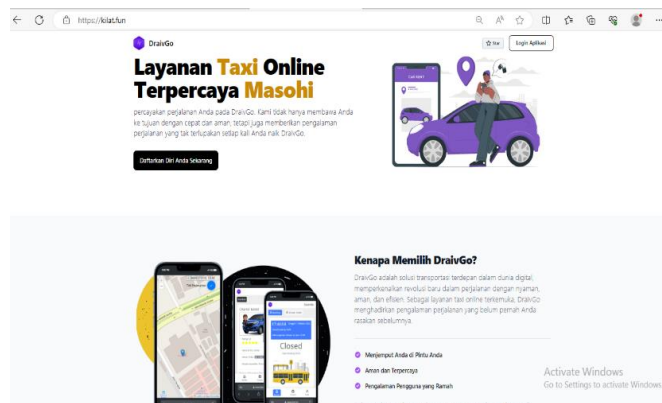 https://kilat.fun
DraivGo
Login Aplikasi
Layanan Taxi Online
Terpercaya Masohi
percayakan perjalanan Anda pada DraivGo. Kami tidak hanya membawa Anda
ke tujuan dengan cepat dan aman, tetapi juga memberikan pengalaman
perjalanan yang tak terlupakan setiap kali Anda naik DraivGo.
Daftarkan Diri Anda Sekarang
Kenapa Memilih DraivGo?
DraivGo adalah solusi transportasi terdepan dalam dunia digital,
memperkenalkan revolusi baru dalam perjalanan dengan nyaman,
aman, dan efisien. Sebagai layanan taxi online terkemuka, DraivGo
menghadirkan pengalaman perjalanan yang belum pernah Anda
rasakan sebelumnya.
Closed
Menjemput Anda di Pintu Anda
Aman dan Terpercaya
Pengalaman Pengguna yang Ramah
Activate Windows
Go to Settings to activate Windows